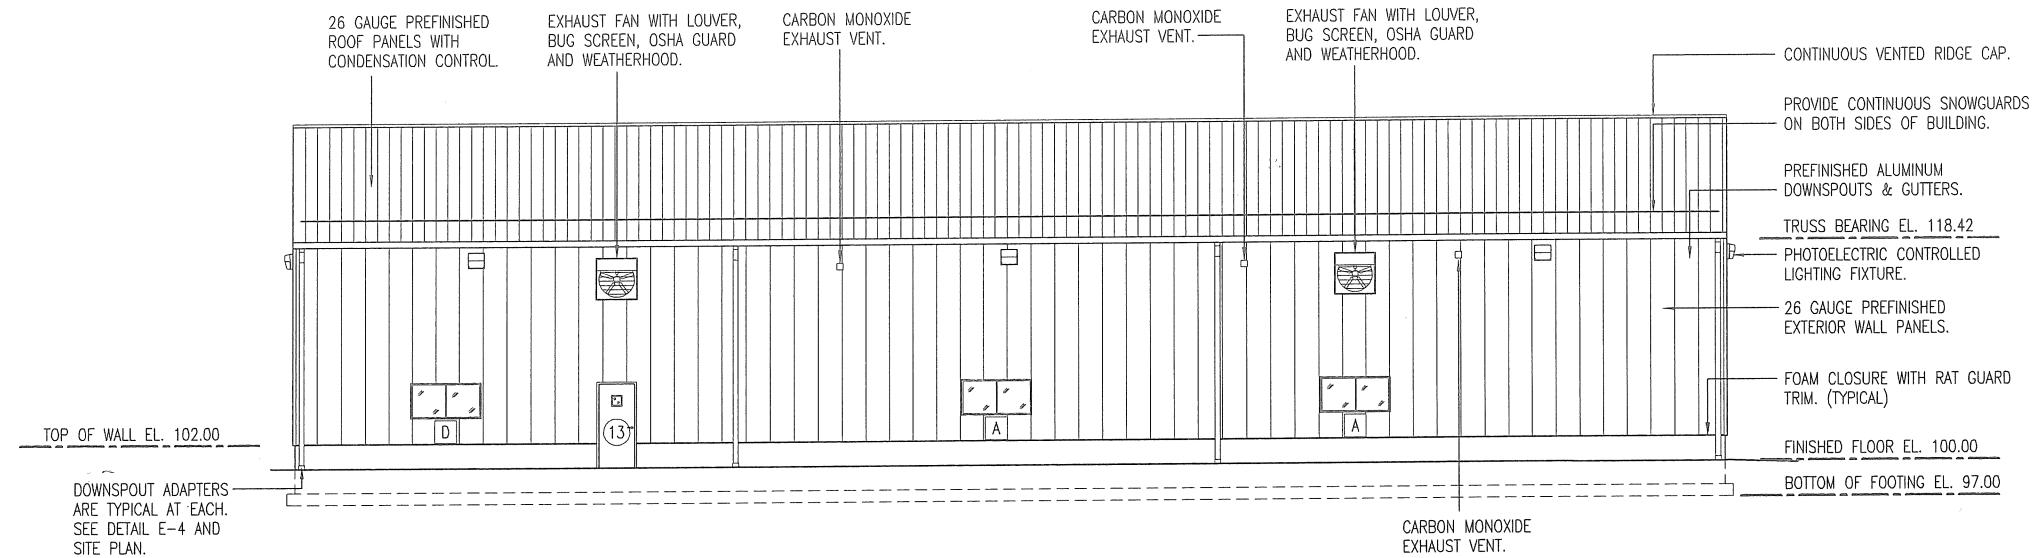 26 GAUGE PREFINISHED
ROOF PANELS WITH
CONDENSATION CONTROL.
EXHAUST FAN WITH LOUVER,
BUG SCREEN, OSHA GUARD
AND WEATHERHOOD.
CARBON MONOXIDE
EXHAUST VENT.
CARBON MONOXIDE
EXHAUST VENT.
EXHAUST FAN WITH LOUVER,
BUG SCREEN, OSHA GUARD
AND WEATHERHOOD.
CONTINUOUS VENTED RIDGE CAP.
PROVIDE CONTINUOUS SNOWGUARDS
ON BOTH SIDES OF BUILDING.
PREFINISHED ALUMINUM
DOWNSPOUTS & GUTTERS.
TRUSS BEARING EL. 118.42
PHOTOELECTRIC CONTROLLED
LIGHTING FIXTURE.
26 GAUGE PREFINISHED
EXTERIOR WALL PANELS.
FOAM CLOSURE WITH RAT GUARD
TRIM. (TYPICAL)
D
13
A
A
TOP OF WALL EL. 102.00
FINISHED FLOOR EL. 100.00
BOTTOM OF FOOTING EL. 97.00
DOWNSPOUT ADAPTERS
ARE TYPICAL AT EACH.
SEE DETAIL E-4 AND
SITE PLAN.
CARBON MONOXIDE
EXHAUST VENT.